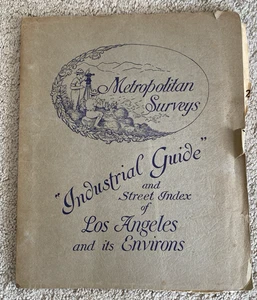 Metropolitan
Surveys
"Industrial Guide"
and
Street Index
of
Los Angeles
and its Environs